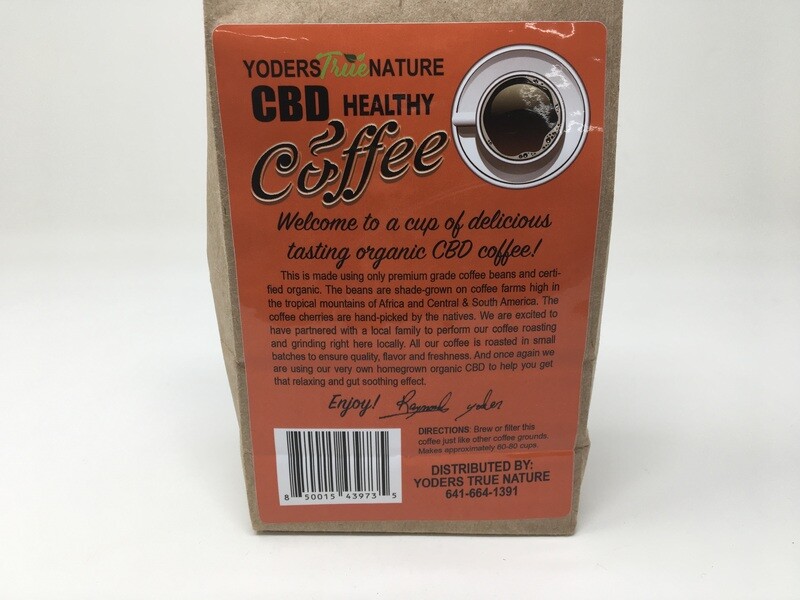 YODERS True NATURE
CBD HEALTHY
Coffee
Welcome to a cup of delicious
tasting organic CBD coffee!
This is made using only premium grade coffee beans and certi-
fied organic. The beans are shade-grown on coffee farms high in
the tropical mountains of Africa and Central & South America. The
coffee cherries are hand-picked by the natives. We are excited to
have partnered with a local family to perform our coffee roasting
and grinding right here locally. All our coffee is roasted in small
batches to ensure quality, flavor and freshness. And once again we
are using our very own homegrown organic CBD to help you get
that relaxing and gut soothing effect.
Enjoy! Raymond Yoder
DIRECTIONS: Brew or filter this
coffee just like other coffee grounds.
Makes approximately 60-80 cups.
8 50015 43973 5
DISTRIBUTED BY:
YODERS TRUE NATURE
641-664-1391